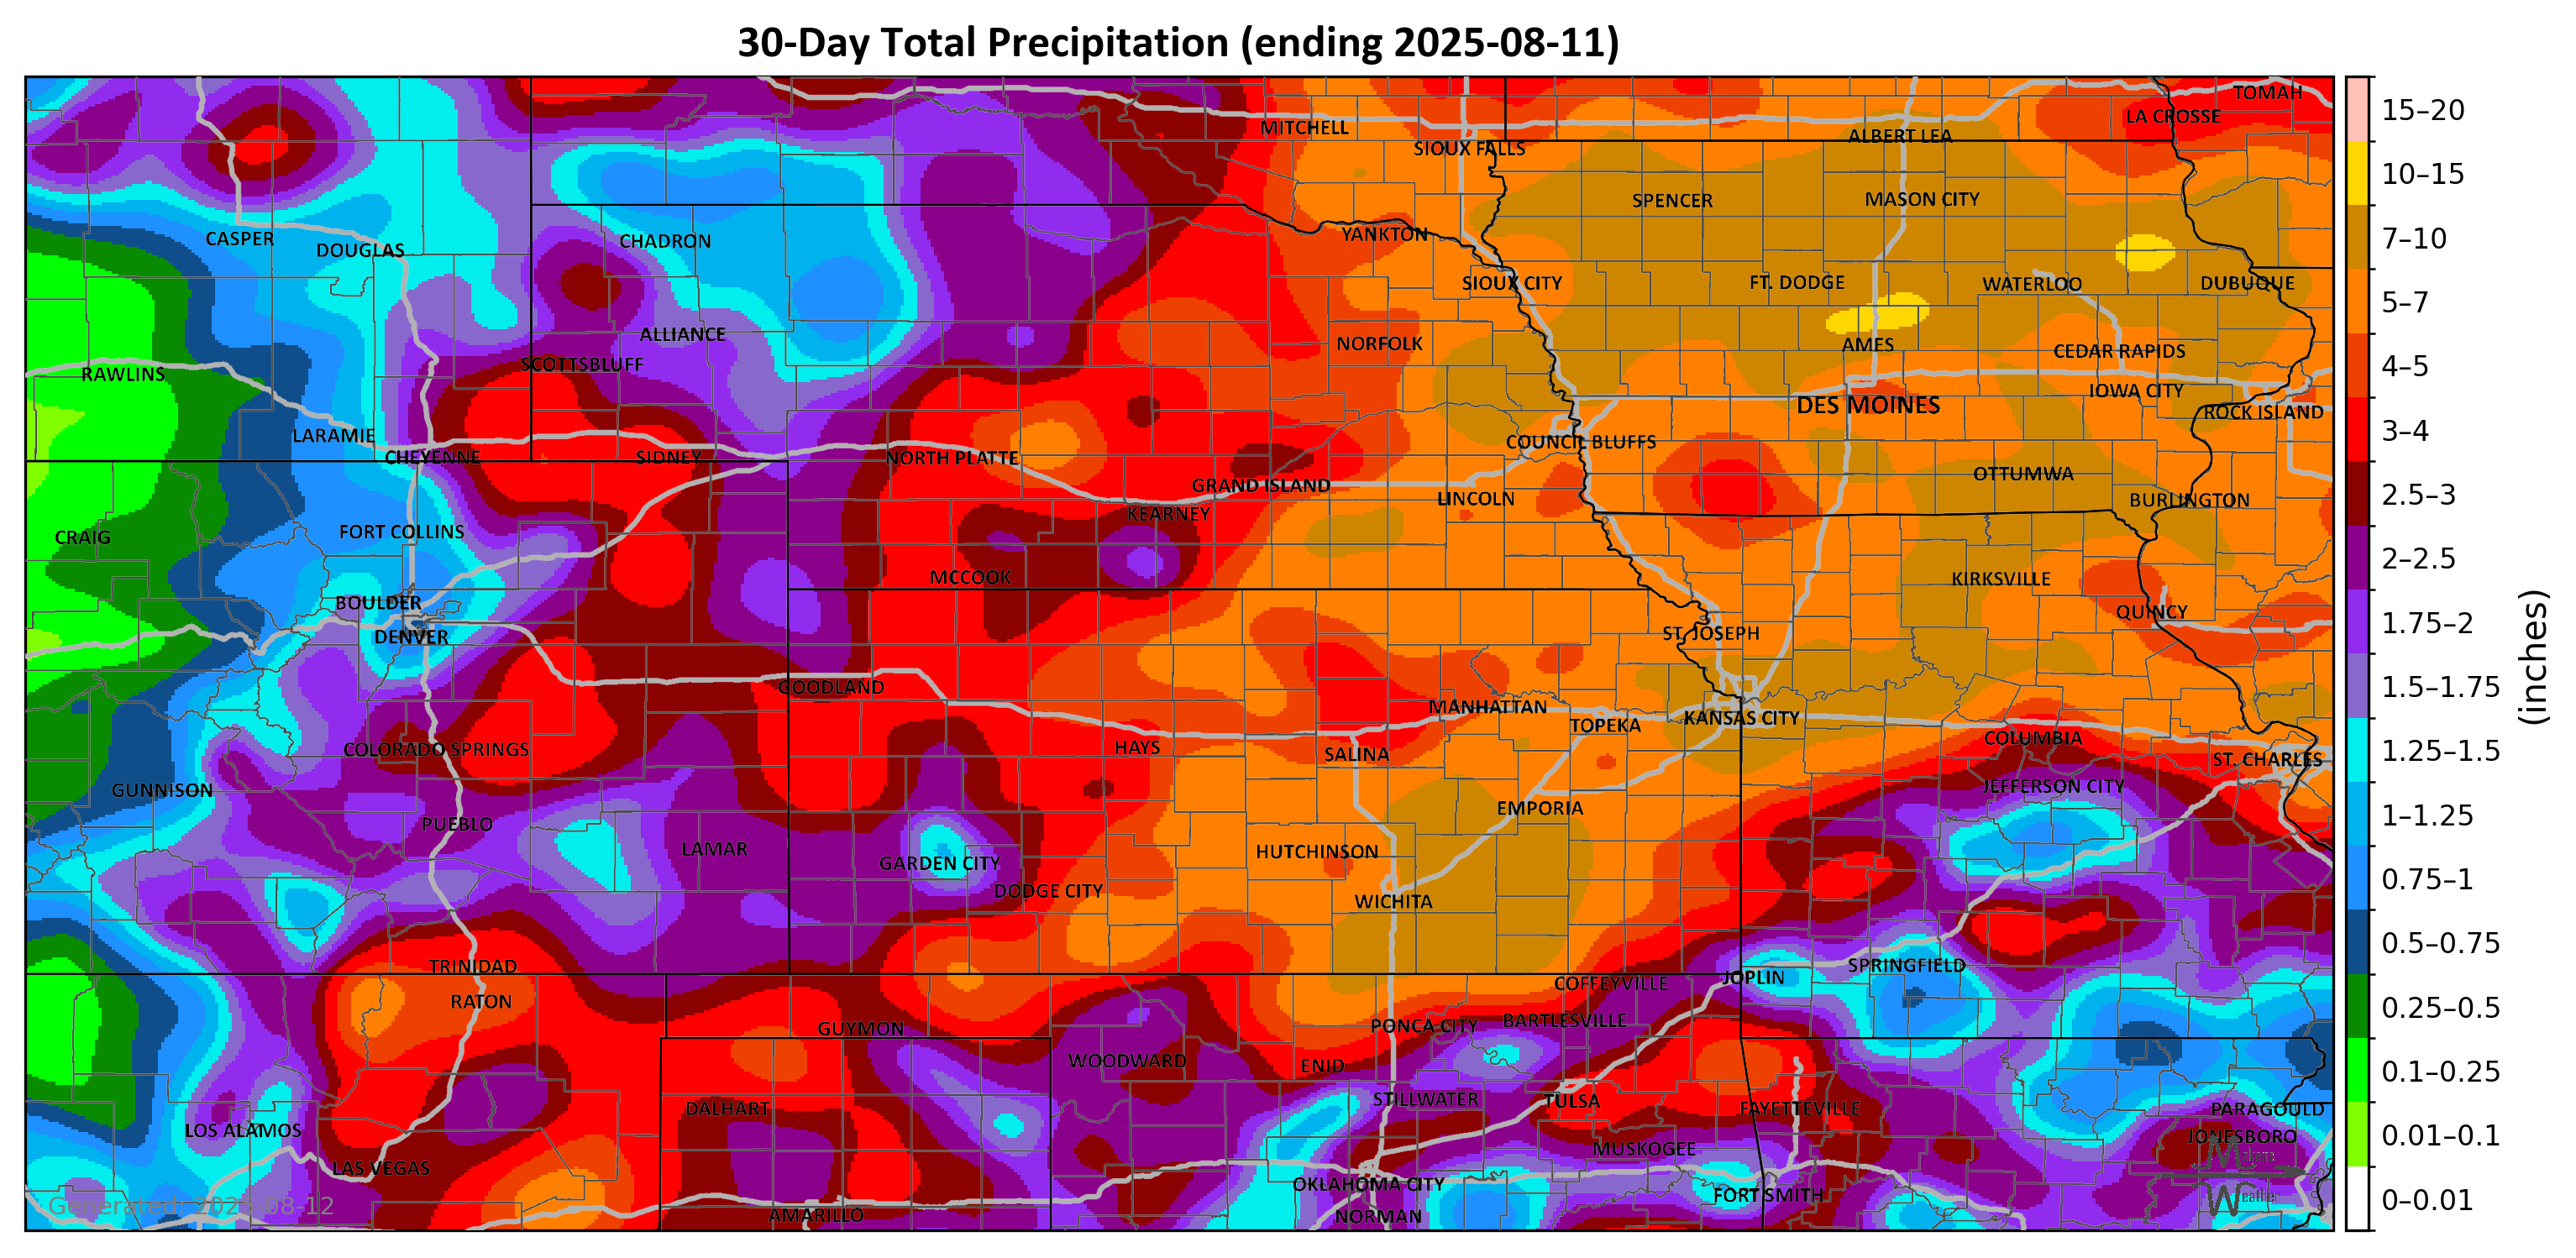 30-Day Total Precipitation (ending 2025-08-11)
TOMAH
LA CROSSE
MITCHELL
ALBERT LEA
SIOUX FALLS
SPENCER
MASON CITY
YANKTON
CASPER
CHADRON
DOUGLAS
SIOUX CITY
FT. DODGE
WATERLOO
DUBUQUE
ALLIANCE
NORFOLK
AMES
CEDAR RAPIDS
SCOTTSBLUFF
RAWLINS
IOWA CITY
DES MOINES
ROCK ISLAND
LARAMIE
COUNCIL BLUFFS
CHEYENNE
SIDNEY
NORTH PLATTE
OTTUMWA
GRAND ISLAND
LINCOLN
BURLINGTON
KEARNEY
FORT COLLINS
CRAIG
MCCOOK
KIRKSVILLE
BOULDER
QUINCY
DENVER
ST. JOSEPH
GOODLAND
MANHATTAN
TOPEKA
KANSAS CITY
COLUMBIA
COLORADO SPRINGS
HAYS
SALINA
ST. CHARLES
GUNNISON
JEFFERSON CITY
EMPORIA
PUEBLO
LAMAR
HUTCHINSON
GARDEN CITY
DODGE CITY
WICHITA
TRINIDAD
SPRINGFIELD
JOPLIN
COFFEYVILLE
RATON
GUYMON
PONCA CITY
BARTLESVILLE
WOODWARD
ENID
STILLWATER
TULSA
DALHART
FAYETTEVILLE
PARAGOULD
LOS ALAMOS
JONESBORO
MUSKOGEE
LAS VEGAS
OKLAHOMA CITY
FORT SMITH
AMARILLO
NORMAN
Generated: 2025-08-12
Makens
Weather
15–20
10–15
7–10
5–7
4–5
3–4
2.5–3
2–2.5
1.75–2
1.5–1.75
1.25–1.5
1–1.25
0.75–1
0.5–0.75
0.25–0.5
0.1–0.25
0.01–0.1
0–0.01
(inches)